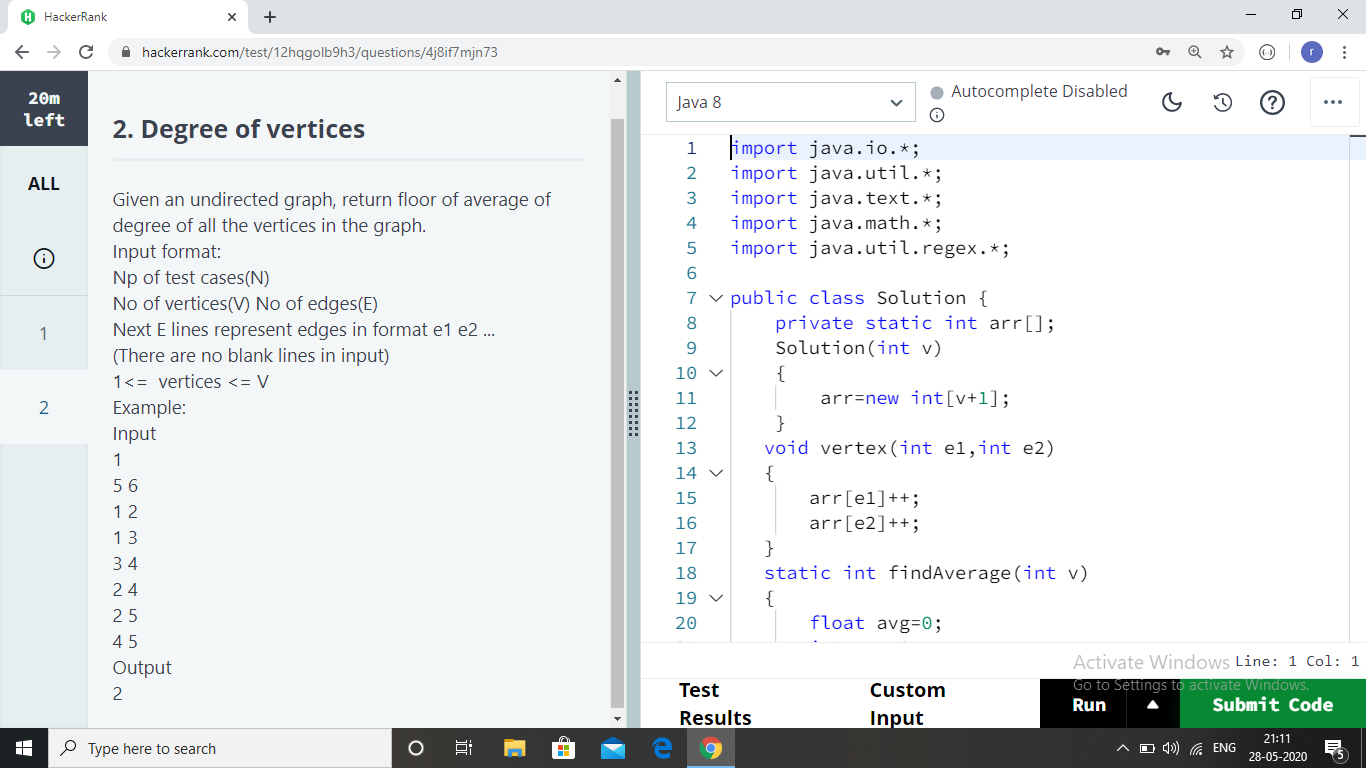 HackerRank
hackerrank.com/test/12hqgolb9h3/questions/4j8if7mjn73
r
20m
left
ALL
1
2
2. Degree of vertices
Given an undirected graph, return floor of average of
degree of all the vertices in the graph.
Input format:
Np of test cases(N)
No of vertices(V) No of edges(E)
Next E lines represent edges in format e1 e2 ...
(There are no blank lines in input)
1<=  vertices <= V
Example:
Input
1
5 6
1 2
1 3
3 4
2 4
2 5
4 5
Output
2
Java 8
Autocomplete Disabled
1 import java.io.*;
2 import java.util.*;
3 import java.text.*;
4 import java.math.*;
5 import java.util.regex.*;
6
7 public class Solution {
8 private static int arr[];
9 Solution(int v)
10 {
11 arr=new int[v+1];
12 }
13 void vertex(int e1,int e2)
14 {
15 arr[e1]++;
16 arr[e2]++;
17 }
18 static int findAverage(int v)
19 {
20 float avg=0;
Activate Windows
Go to Settings to activate Windows.
Line: 1 Col: 1
Test
Results
Custom
Input
Run
Submit Code
Type here to search
ENG
21:11
28-05-2020
5